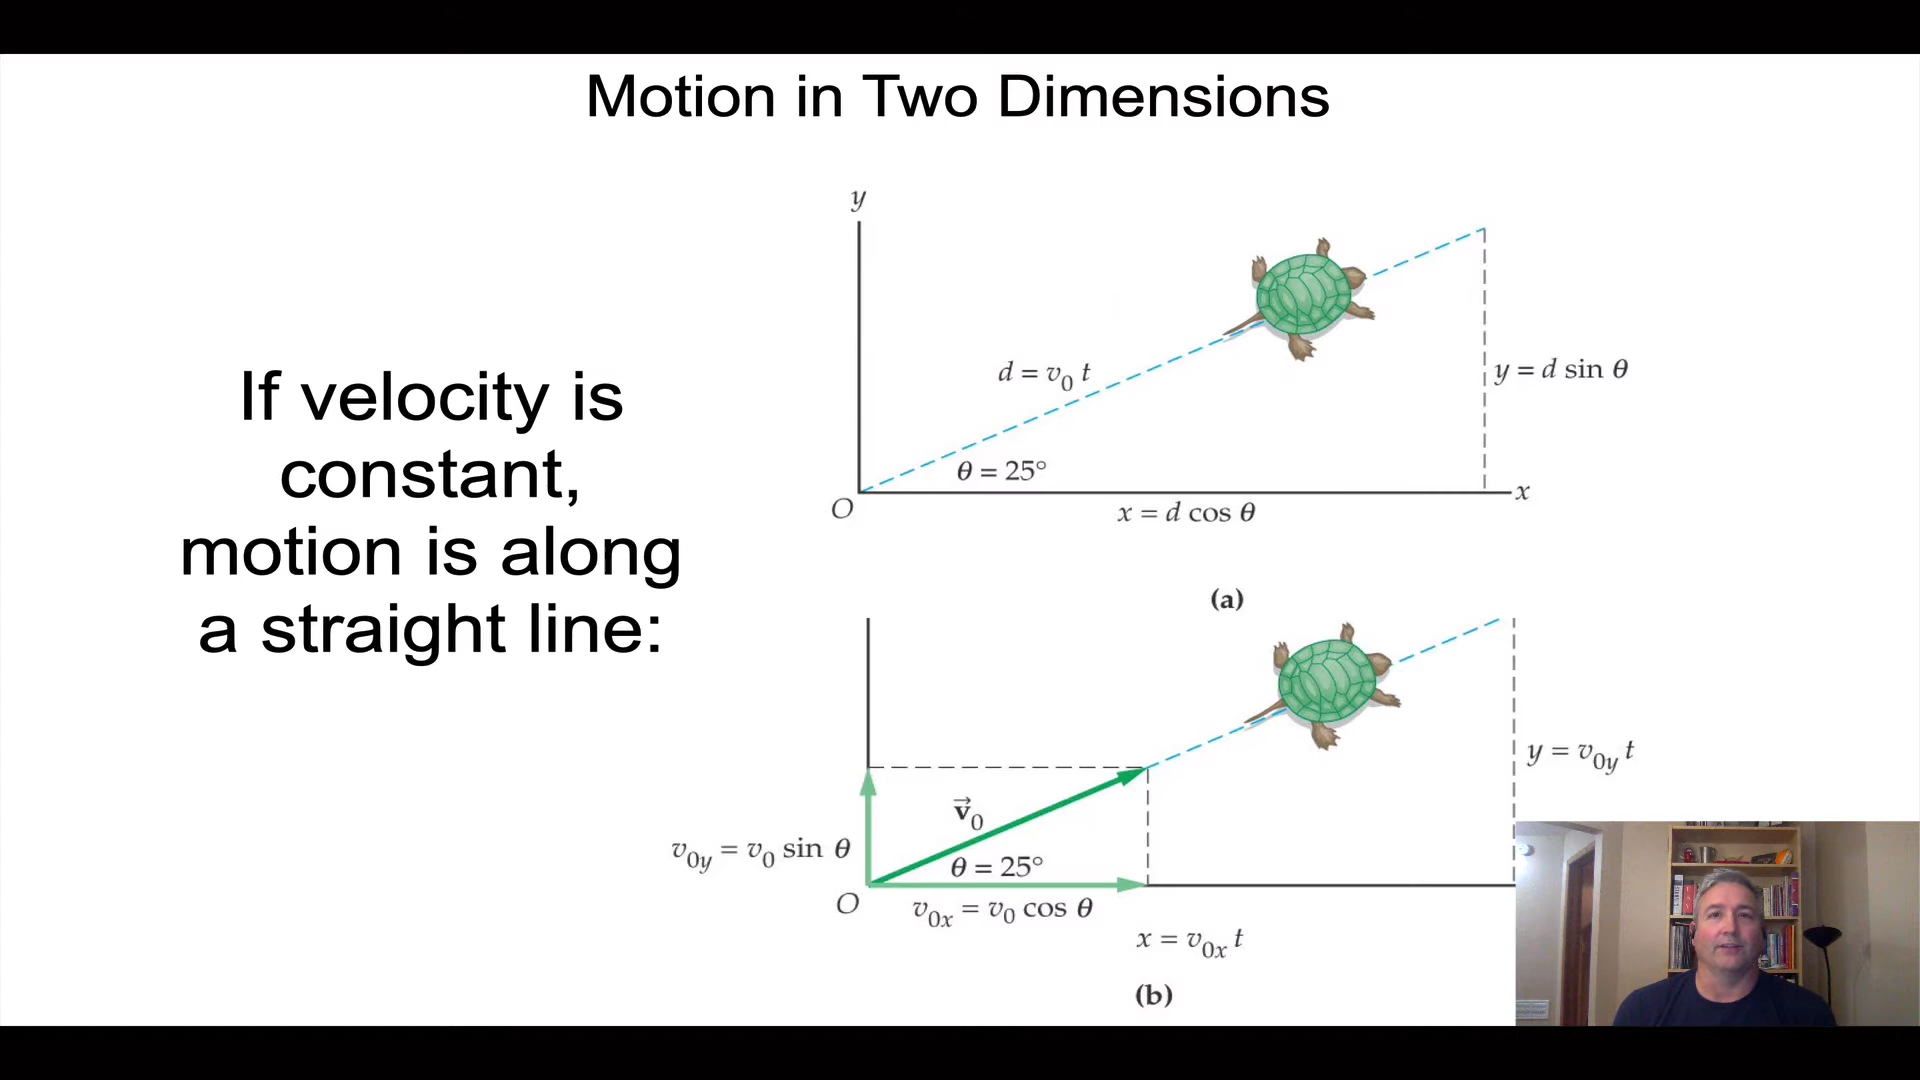 Motion in Two Dimensions
If velocity is
constant,
motion is along
a straight line:
y
d = v₀ t
y = d sin θ
θ = 25°
O
x
x = d cos θ
(a)
y = v₀y t
v⃗₀
v₀y = v₀ sin θ
θ = 25°
O
v₀x = v₀ cos θ
x = v₀x t
(b)